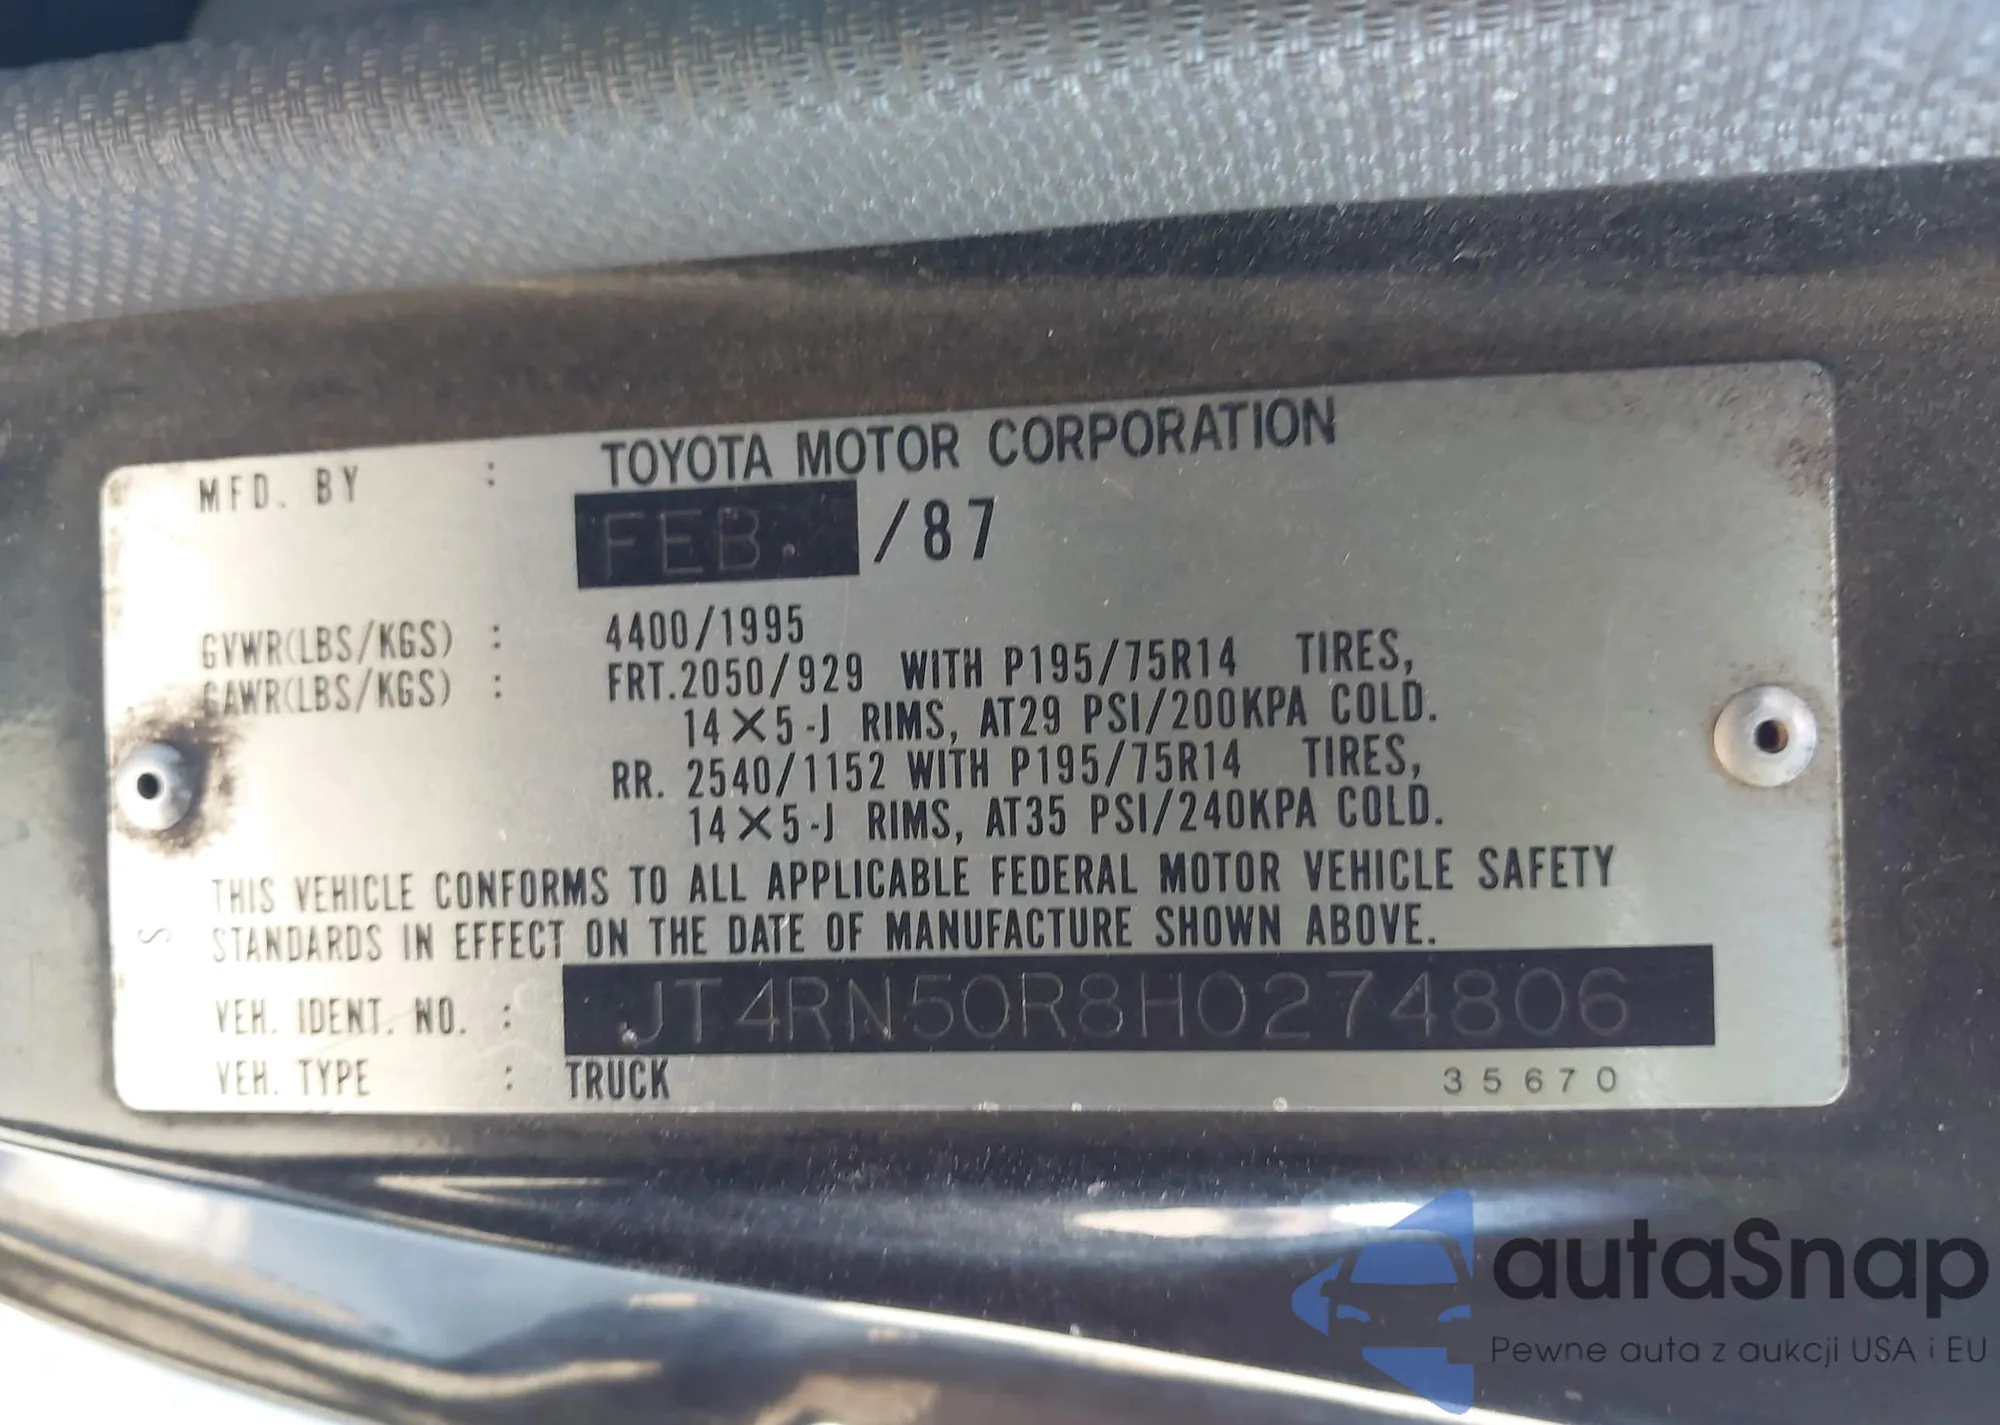 MFD. BY : TOYOTA MOTOR CORPORATION
FEB. /87
GVWR(LBS/KGS) : 4400/1995
GAWR(LBS/KGS) : FRT.2050/929 WITH P195/75R14 TIRES,
14×5-J RIMS, AT29 PSI/200KPA COLD.
RR. 2540/1152 WITH P195/75R14 TIRES,
14×5-J RIMS, AT35 PSI/240KPA COLD.
THIS VEHICLE CONFORMS TO ALL APPLICABLE FEDERAL MOTOR VEHICLE SAFETY
STANDARDS IN EFFECT ON THE DATE OF MANUFACTURE SHOWN ABOVE.
S
VEH. IDENT. NO. : JT4RN50R8H0274806
VEH. TYPE : TRUCK 35670
autaSnap
Pewne auta z aukcji USA i EU